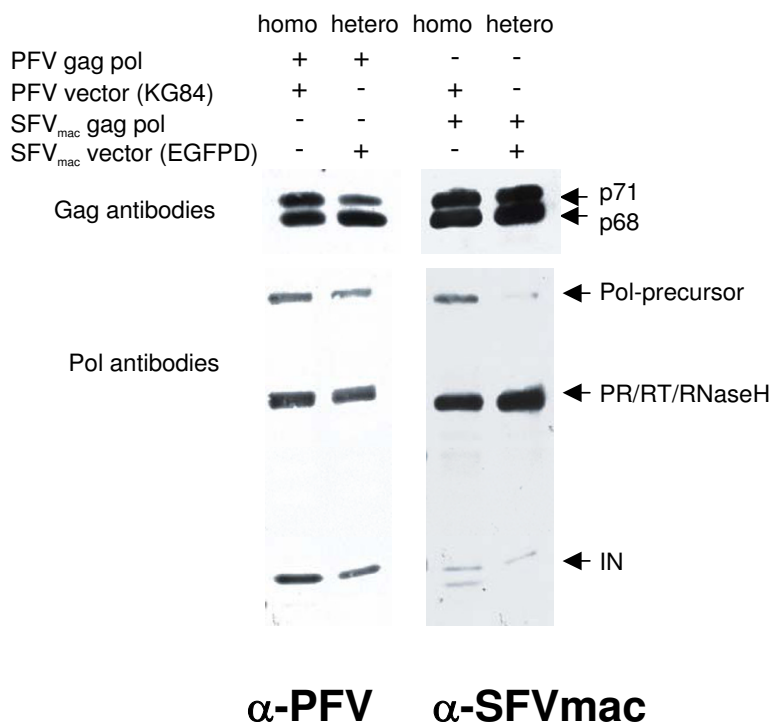 homo hetero homo hetero
PFV gag pol + + - -
PFV vector (KG84) + - + -
SFVmac gag pol - - + +
SFVmac vector (EGFPD) - + - +
Gag antibodies
p71
p68
Pol-precursor
Pol antibodies
PR/RT/RNaseH
IN
α-PFV α-SFVmac